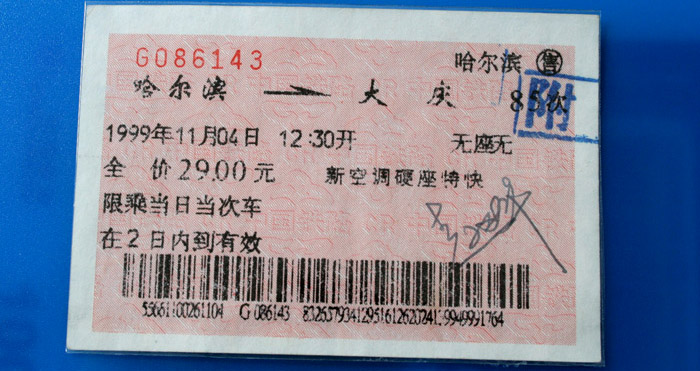 G086143 哈尔滨 售
哈尔滨 大庆 85次
附
1999年11月04日 12:30开 无座无
全 价29.00元 新空调硬座特快
限乘当日当次车
在2日内到有效
G 086143